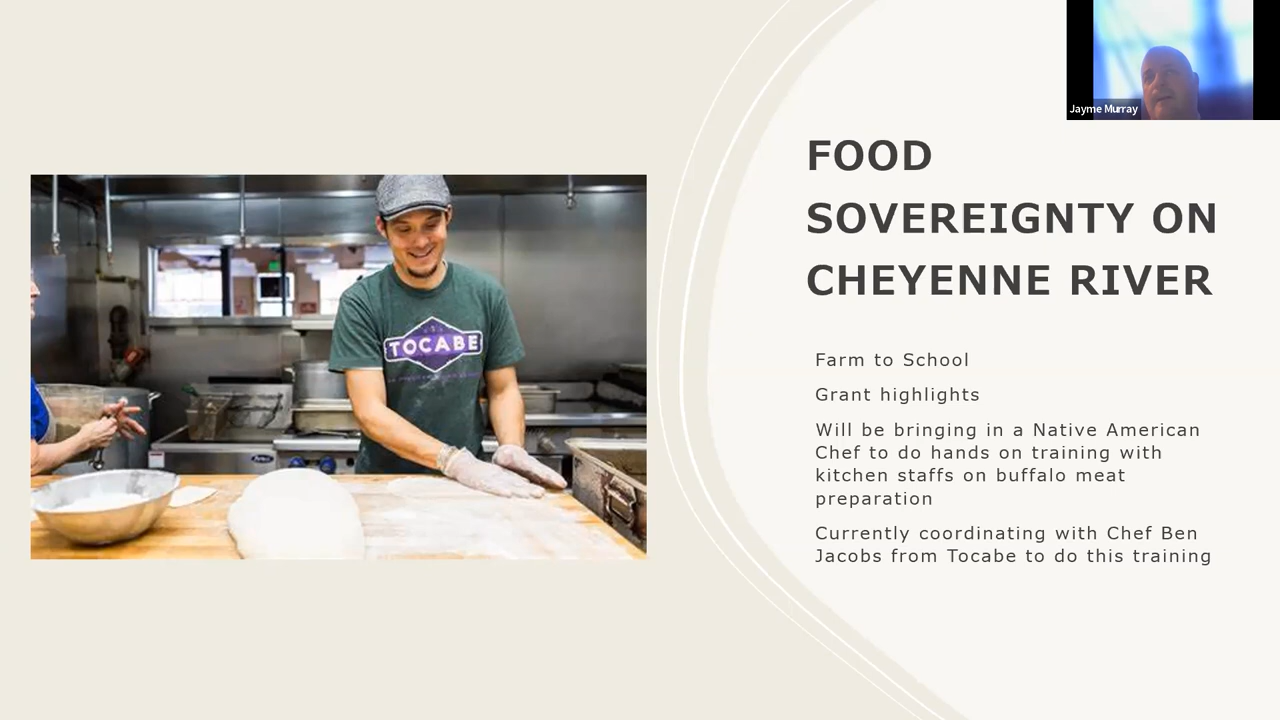 Jayme Murray
FOOD
SOVEREIGNTY ON
CHEYENNE RIVER
TOCABE
Farm to School
Grant highlights
Will be bringing in a Native American
Chef to do hands on training with
kitchen staffs on buffalo meat
preparation
Currently coordinating with Chef Ben
Jacobs from Tocabe to do this training